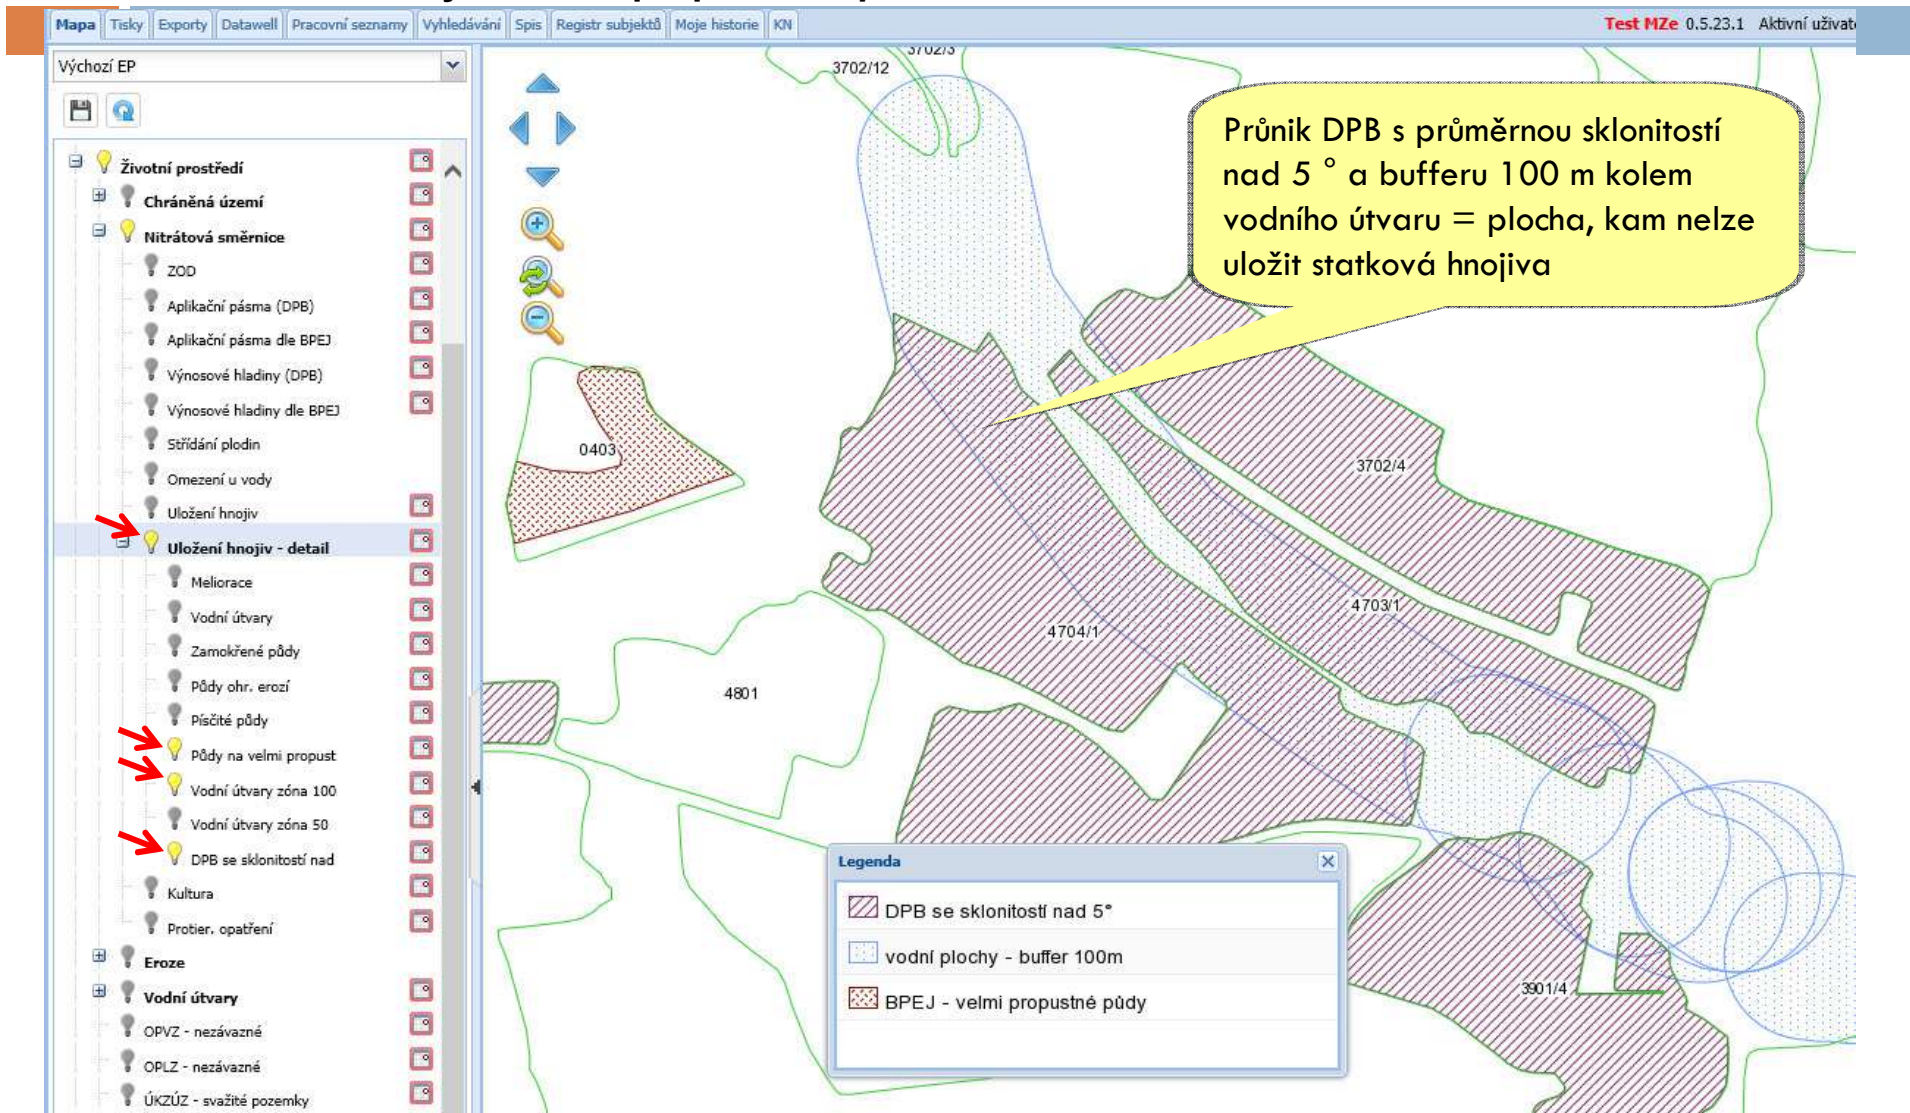 Mapa Tisky Exporty Datawell Pracovní seznamy Vyhledávání Spis Registr subjektů Moje historie KN
Test MZe 0.5.23.1 Aktivní uživate
Výchozí EP
Životní prostředí
Chráněná území
Nitrátová směrnice
ZOD
Aplikační pásma (DPB)
Aplikační pásma dle BPEJ
Výnosové hladiny (DPB)
Výnosové hladiny dle BPEJ
Střídání plodin
Omezení u vody
Uložení hnojiv
Uložení hnojiv - detail
Meliorace
Vodní útvary
Zamokřené půdy
Půdy ohr. erozí
Písčité půdy
Půdy na velmi propust
Vodní útvary zóna 100
Vodní útvary zóna 50
DPB se sklonitostí nad
Kultura
Protier. opatření
Eroze
Vodní útvary
OPVZ - nezávazné
OPLZ - nezávazné
ÚKZÚZ - svažité pozemky
3702/3
3702/12
Průnik DPB s průměrnou sklonitostí
nad 5 ° a bufferu 100 m kolem
vodního útvaru = plocha, kam nelze
uložit statková hnojiva
0403
3702/4
4703/1
4704/1
4801
3901/4
Legenda
DPB se sklonitostí nad 5°
vodní plochy - buffer 100m
BPEJ - velmi propustné půdy